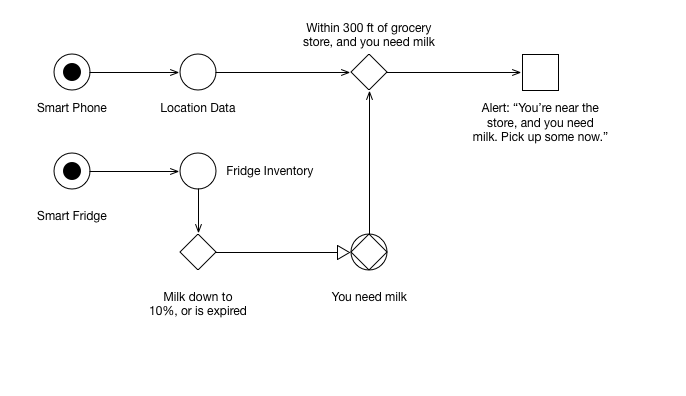 Within 300 ft of grocery
store, and you need milk
Smart Phone
Location Data
Alert: “You’re near the
store, and you need
milk. Pick up some now.”
Fridge Inventory
Smart Fridge
Milk down to
10%, or is expired
You need milk